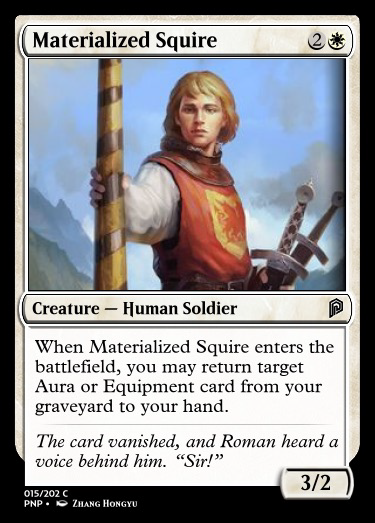 Materialized Squire 2
Creature — Human Soldier
When Materialized Squire enters the
battlefield, you may return target
Aura or Equipment card from your
graveyard to your hand.
The card vanished, and Roman heard a
voice behind him. “Sir!”
3/2
015/202 C
PNP • Zhang Hongyu